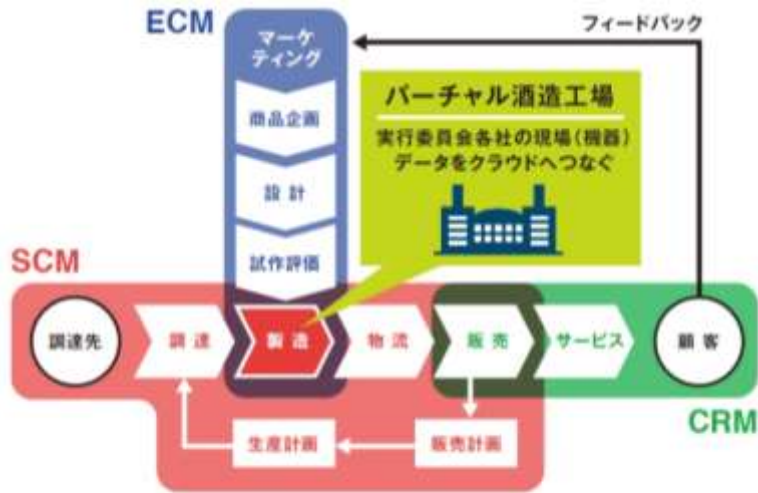 ECM
マーケ
ティング
フィードバック
商品企画
設計
試作評価
バーチャル酒造工場
実行委員会各社の現場(機器)
データをクラウドへつなぐ
SCM
調達先
調達
製造
物流
販売
サービス
顧客
CRM
生産計画
販売計画